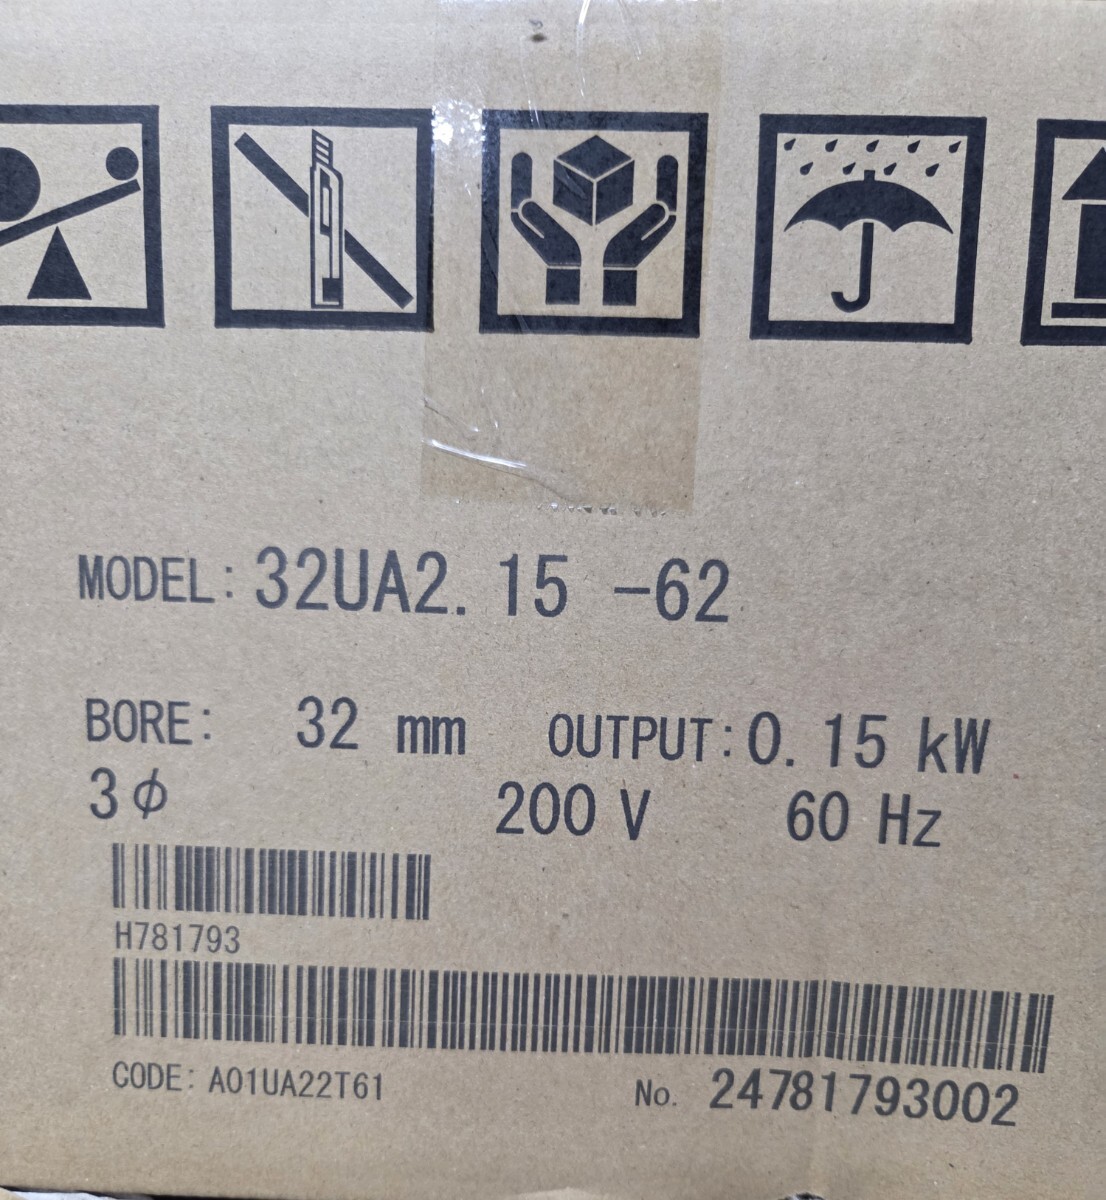 MODEL: 32UA2. 15 -62
BORE: 32 mm OUTPUT: 0. 15 kW
3φ 200 V 60 Hz
H781793
CODE: A01UA22T61 No. 24781793002